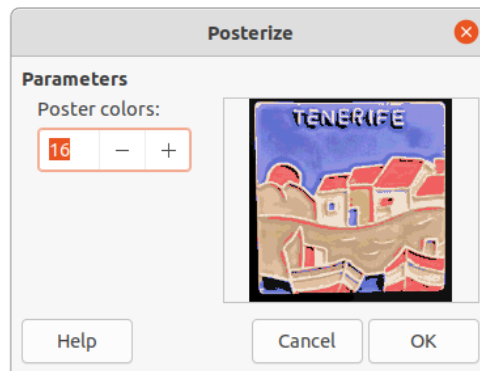 Posterize
Parameters
Poster colors:
16
TENERIFE
Help
Cancel
OK